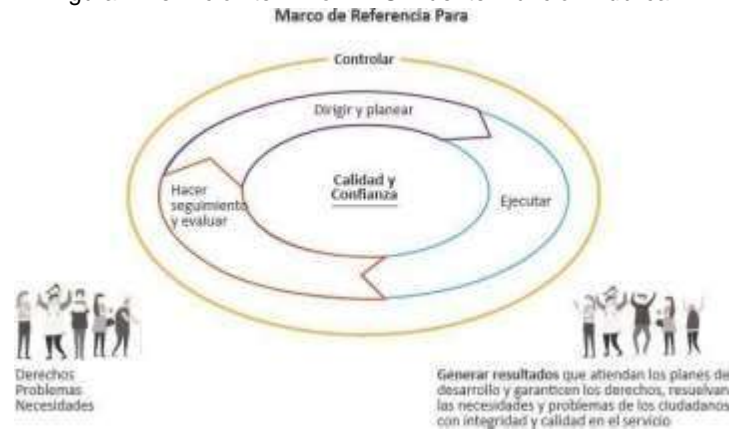 Marco de Referencia Para
Controlar
Dirigir y planear
Hacer
seguimiento
y evaluar
Calidad y
Confianza
Ejecutar
Derechos
Problemas
Necesidades
Generar resultados que atiendan los planes de
desarrollo y garanticen los derechos, resuelvan
las necesidades y problemas de los ciudadanos
con integridad y calidad en el servicio